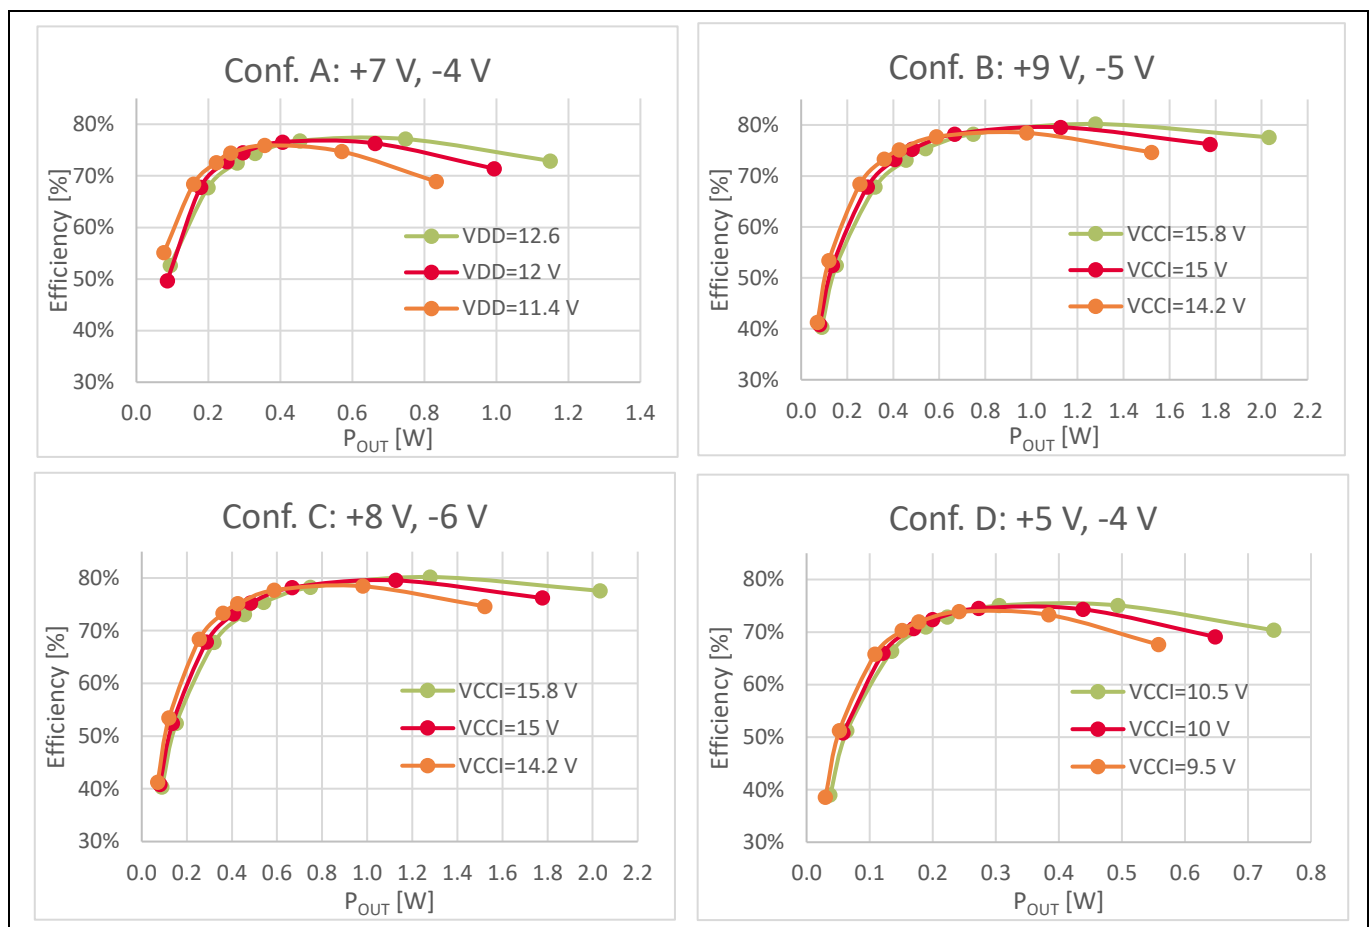 Conf. A: +7 V, -4 V
80%
70%
60%
50%
40%
30%
Efficiency [%]
VDD=12.6
VDD=12 V
VDD=11.4 V
0.0 0.2 0.4 0.6 0.8 1.0 1.2 1.4
POUT [W]
Conf. B: +9 V, -5 V
80%
70%
60%
50%
40%
30%
Efficiency [%]
VCCI=15.8 V
VCCI=15 V
VCCI=14.2 V
0.0 0.2 0.4 0.6 0.8 1.0 1.2 1.4 1.6 1.8 2.0 2.2
POUT [W]
Conf. C: +8 V, -6 V
80%
70%
60%
50%
40%
30%
Efficiency [%]
VCCI=15.8 V
VCCI=15 V
VCCI=14.2 V
0.0 0.2 0.4 0.6 0.8 1.0 1.2 1.4 1.6 1.8 2.0 2.2
POUT [W]
Conf. D: +5 V, -4 V
80%
70%
60%
50%
40%
30%
Efficiency [%]
VCCI=10.5 V
VCCI=10 V
VCCI=9.5 V
0.0 0.1 0.2 0.3 0.4 0.5 0.6 0.7 0.8
POUT [W]